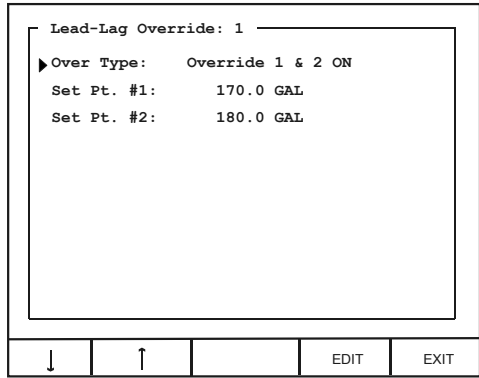 Lead-Lag Override: 1
Over Type: Override 1 & 2 ON
Set Pt. #1: 170.0 GAL
Set Pt. #2: 180.0 GAL
↓ ↑ EDIT EXIT